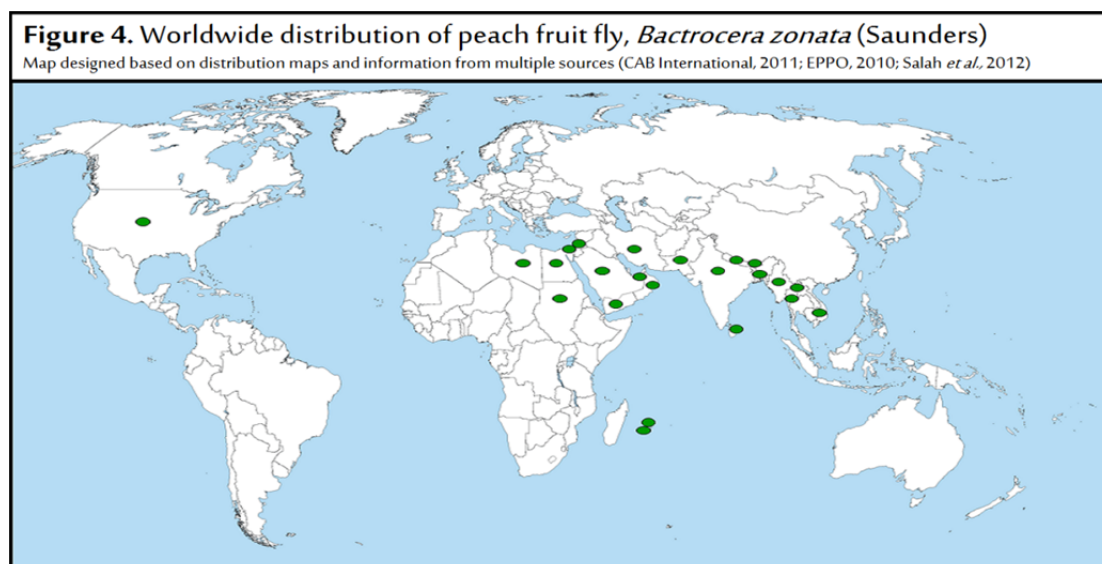 Figure 4. Worldwide distribution of peach fruit fly, Bactrocera zonata (Saunders)
Map designed based on distribution maps and information from multiple sources (CAB International, 2011; EPPO, 2010; Salah et al., 2012)